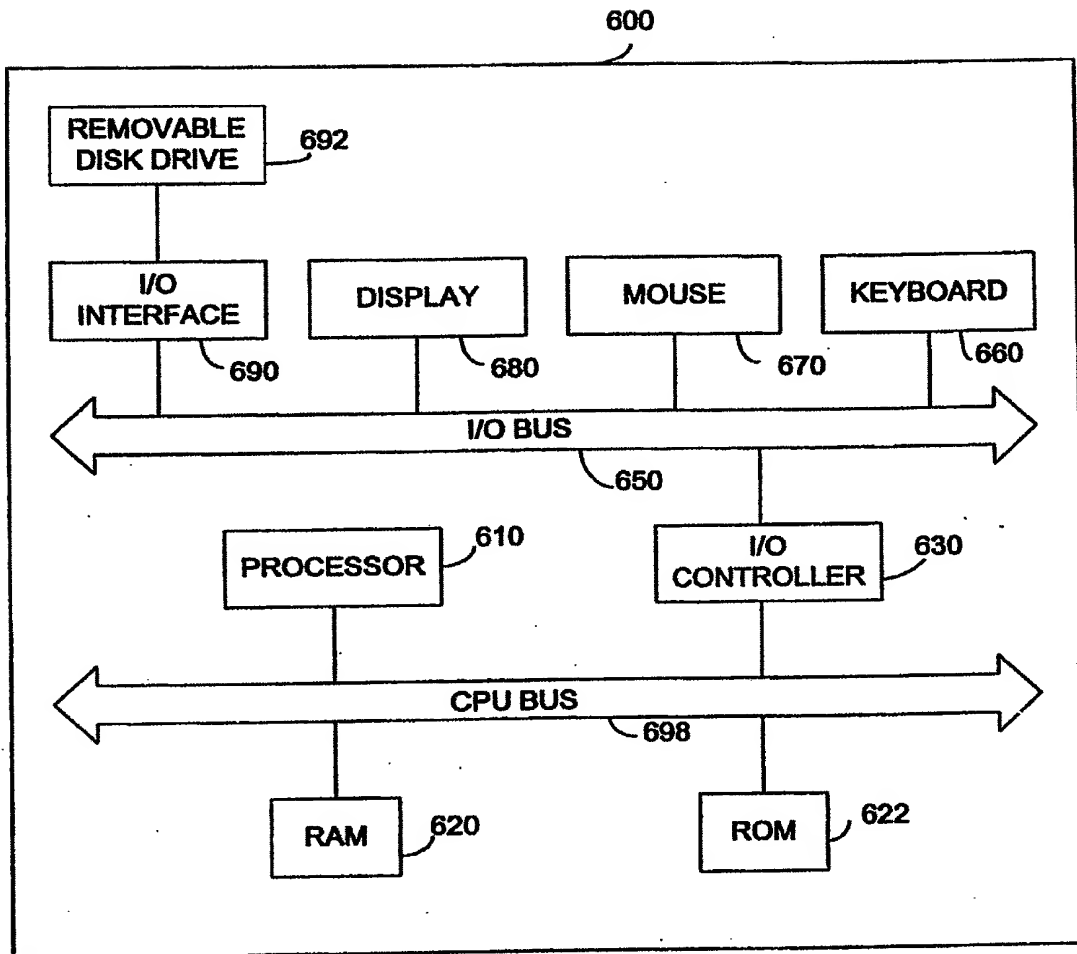 600
REMOVABLE
DISK DRIVE
692
I/O
INTERFACE
690
DISPLAY
680
MOUSE
670
KEYBOARD
660
I/O BUS
650
PROCESSOR
610
I/O
CONTROLLER
630
CPU BUS
698
RAM
620
ROM
622